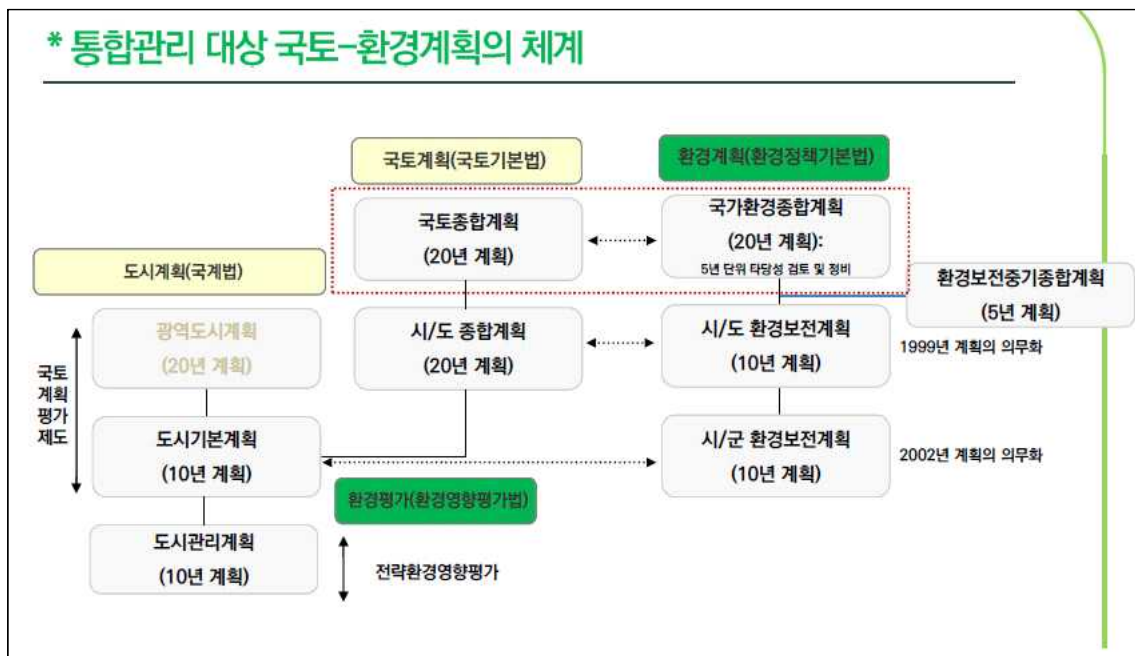 * 통합관리 대상 국토-환경계획의 체계
국토계획(국토기본법)
환경계획(환경정책기본법)
국토종합계획
(20년 계획)
국가환경종합계획
(20년 계획):
5년 단위 타당성 검토 및 정비
도시계획(국계법)
환경보전중기종합계획
(5년 계획)
광역도시계획
(20년 계획)
시/도 종합계획
(20년 계획)
시/도 환경보전계획
(10년 계획)
1999년 계획의 의무화
국토
계획
평가
제도
도시기본계획
(10년 계획)
시/군 환경보전계획
(10년 계획)
2002년 계획의 의무화
환경평가(환경영향평가법)
도시관리계획
(10년 계획)
전략환경영향평가